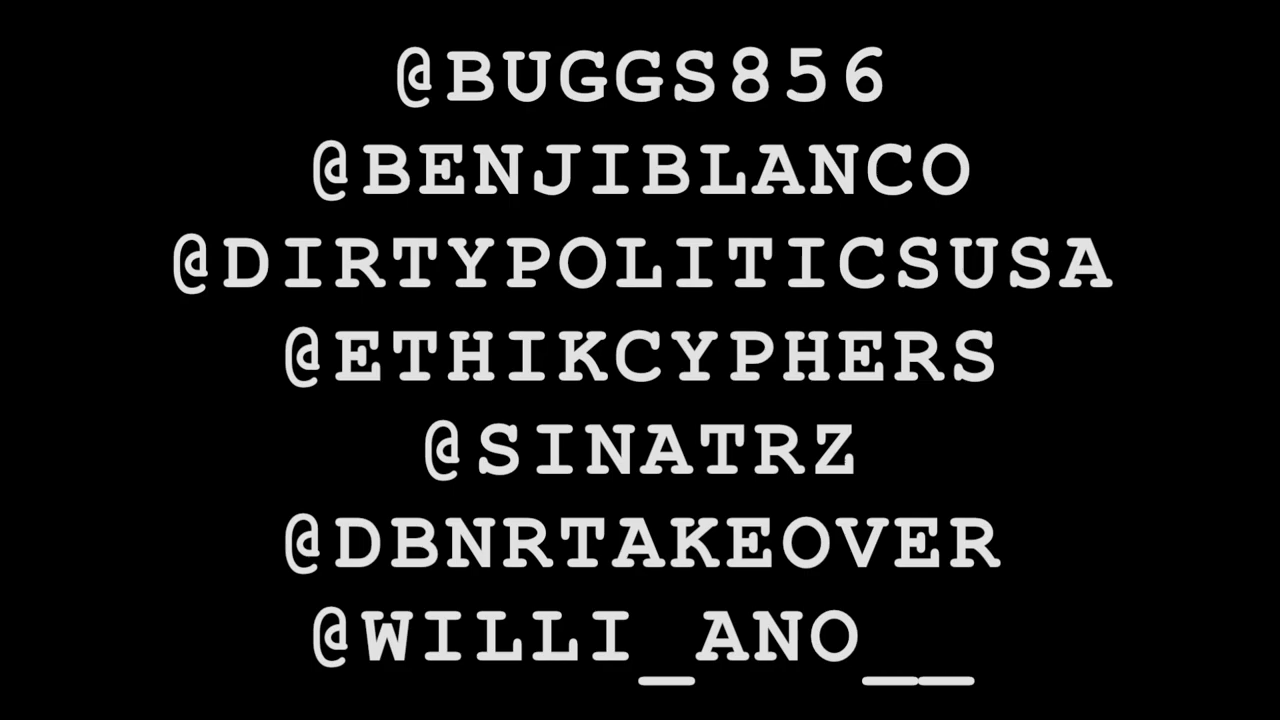 @BUGGS856
@BENJIBLANCO
@DIRTYPOLITICSUSA
@ETHIKCYPHERS
@SINATRZ
@DBNRTAKEOVER
@WILLI_ANO__